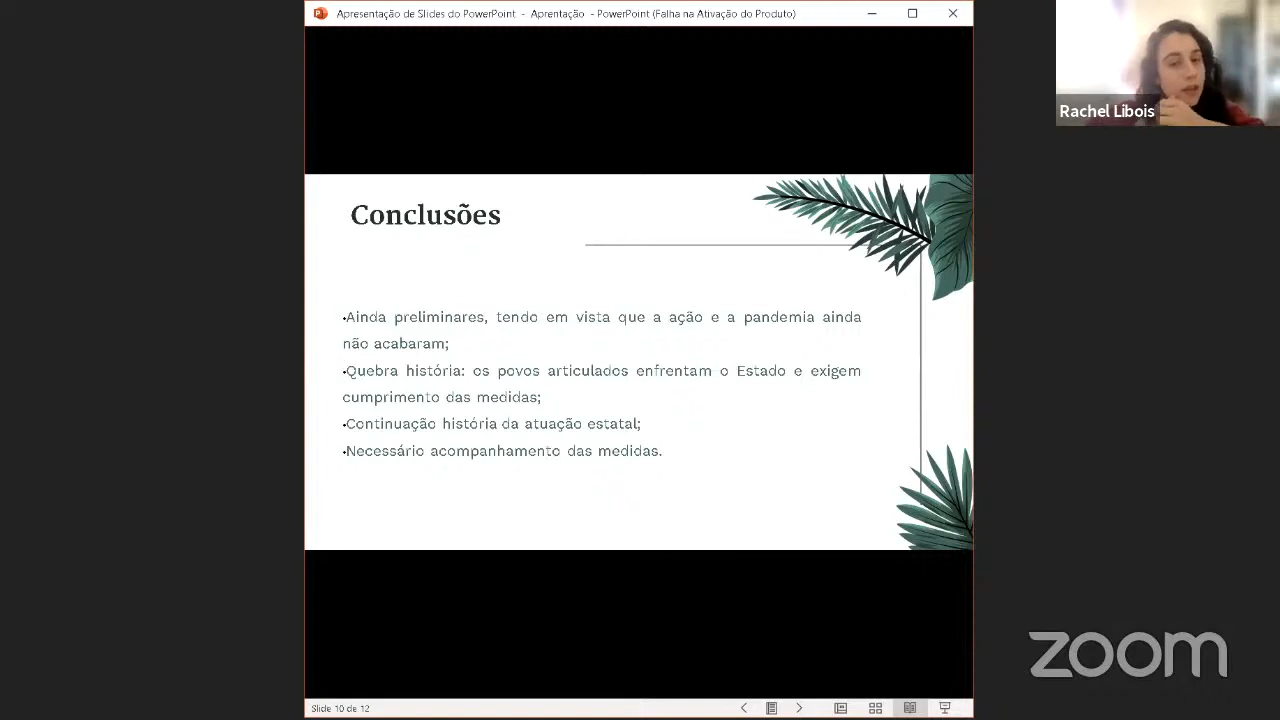 Apresentação de Slides do PowerPoint - Aprentação - PowerPoint (Falha na Ativação do Produto)
Rachel Libois
Conclusões
•Ainda preliminares, tendo em vista que a ação e a pandemia ainda
não acabaram;
•Quebra história: os povos articulados enfrentam o Estado e exigem
cumprimento das medidas;
•Continuação história da atuação estatal;
•Necessário acompanhamento das medidas.
zoom
Slide 10 de 12